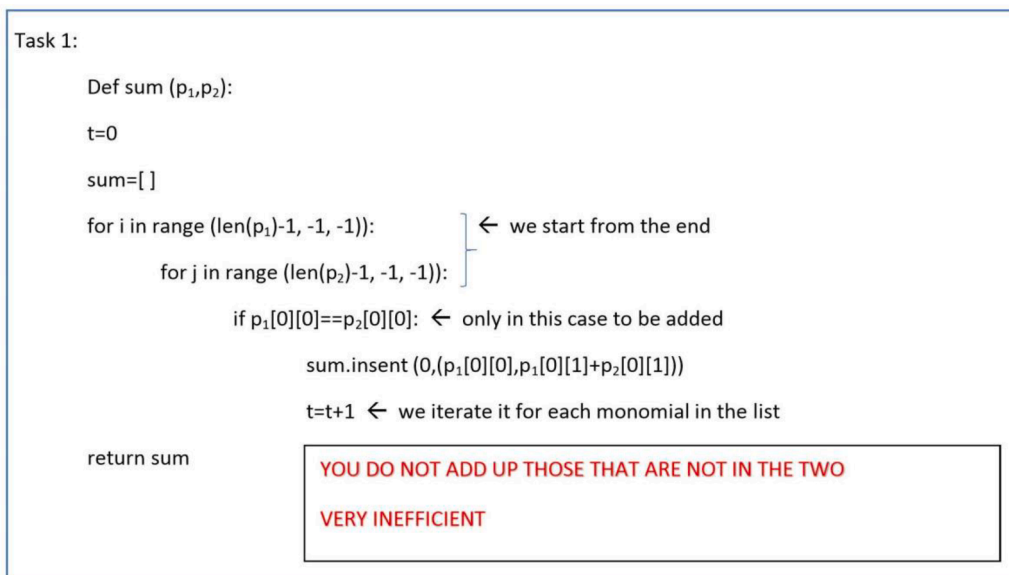 Task 1:
Def sum (p₁,p₂):
t=0
sum=[ ]
for i in range (len(p₁)-1, -1, -1)): ← we start from the end
for j in range (len(p₂)-1, -1, -1)):
if p₁[0][0]==p₂[0][0]: ← only in this case to be added
sum.insent (0,(p₁[0][0],p₁[0][1]+p₂[0][1]))
t=t+1 ← we iterate it for each monomial in the list
return sum
YOU DO NOT ADD UP THOSE THAT ARE NOT IN THE TWO
VERY INEFFICIENT